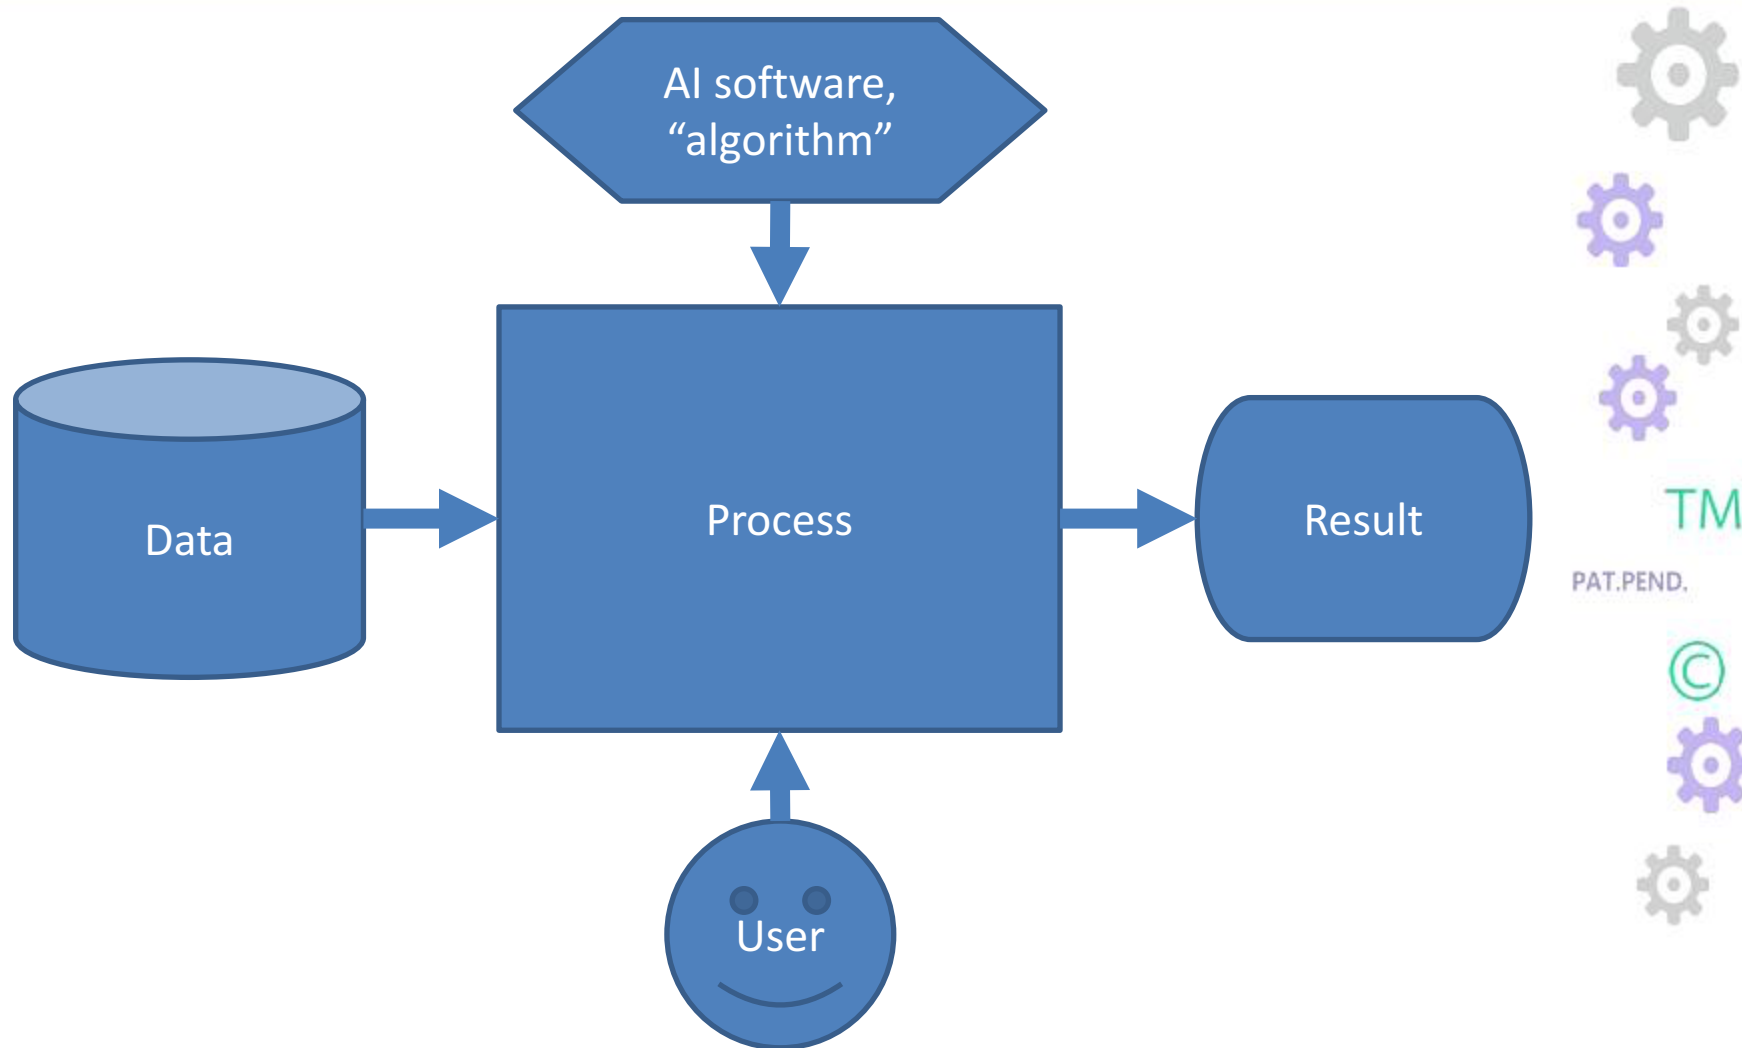 AI software,
“algorithm”
Data
Process
Result
User
TM
PAT.PEND.
©